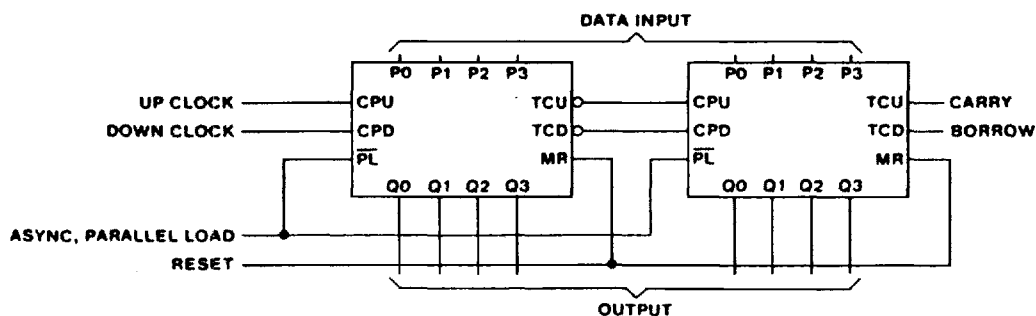 DATA INPUT
P0 P1 P2 P3 P0 P1 P2 P3
UP CLOCK CPU TCU CPU TCU CARRY
DOWN CLOCK CPD TCD CPD TCD BORROW
PL MR PL MR
Q0 Q1 Q2 Q3 Q0 Q1 Q2 Q3
ASYNC, PARALLEL LOAD
RESET
OUTPUT